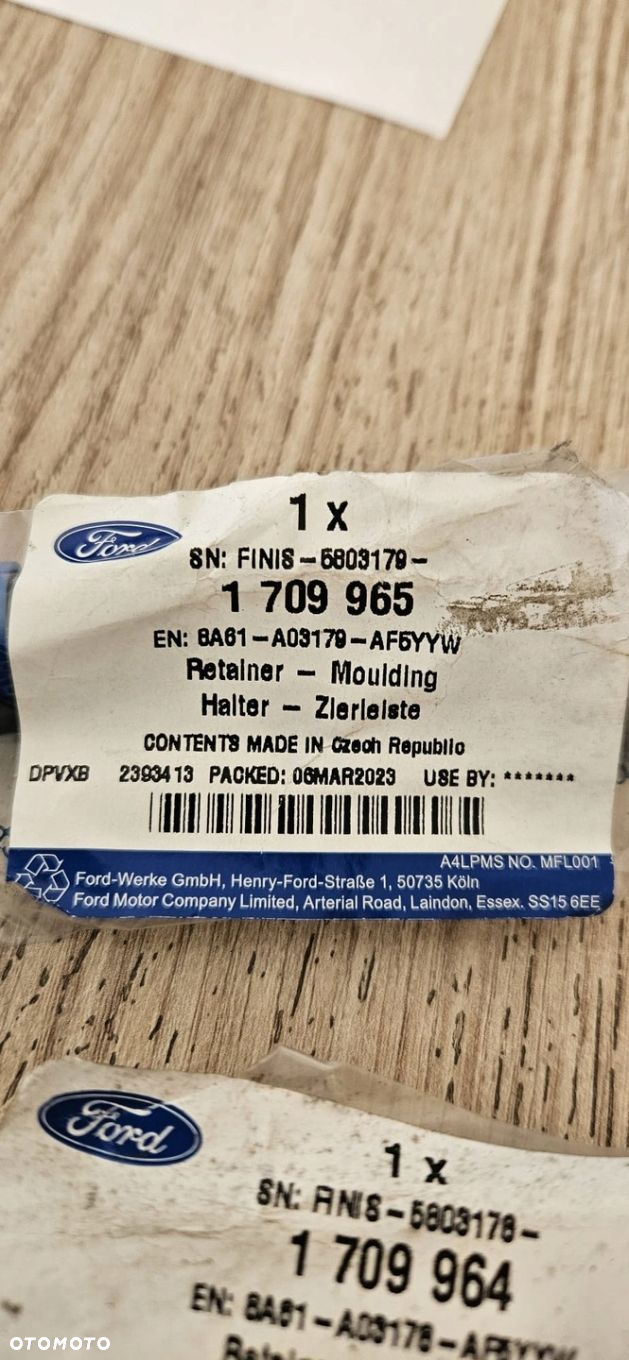 Ford
1 x
SN: FINIS-5803179-
1 709 965
EN: 8A61-A03179-AF5YYW
Retainer - Moulding
Halter - Zierleiste
CONTENTS MADE IN Czech Republic
DPVXB 2393413 PACKED: 06MAR2023 USE BY: *******
A4LPMS NO. MFL001
Ford-Werke GmbH, Henry-Ford-Straße 1, 50735 Köln
Ford Motor Company Limited, Arterial Road, Laindon, Essex. SS15 6EE
Ford
1 x
SN: FINIS-5803178-
1 709 964
EN: 8A61-A03178-AF5YYW
Retainer
OTOMOTO